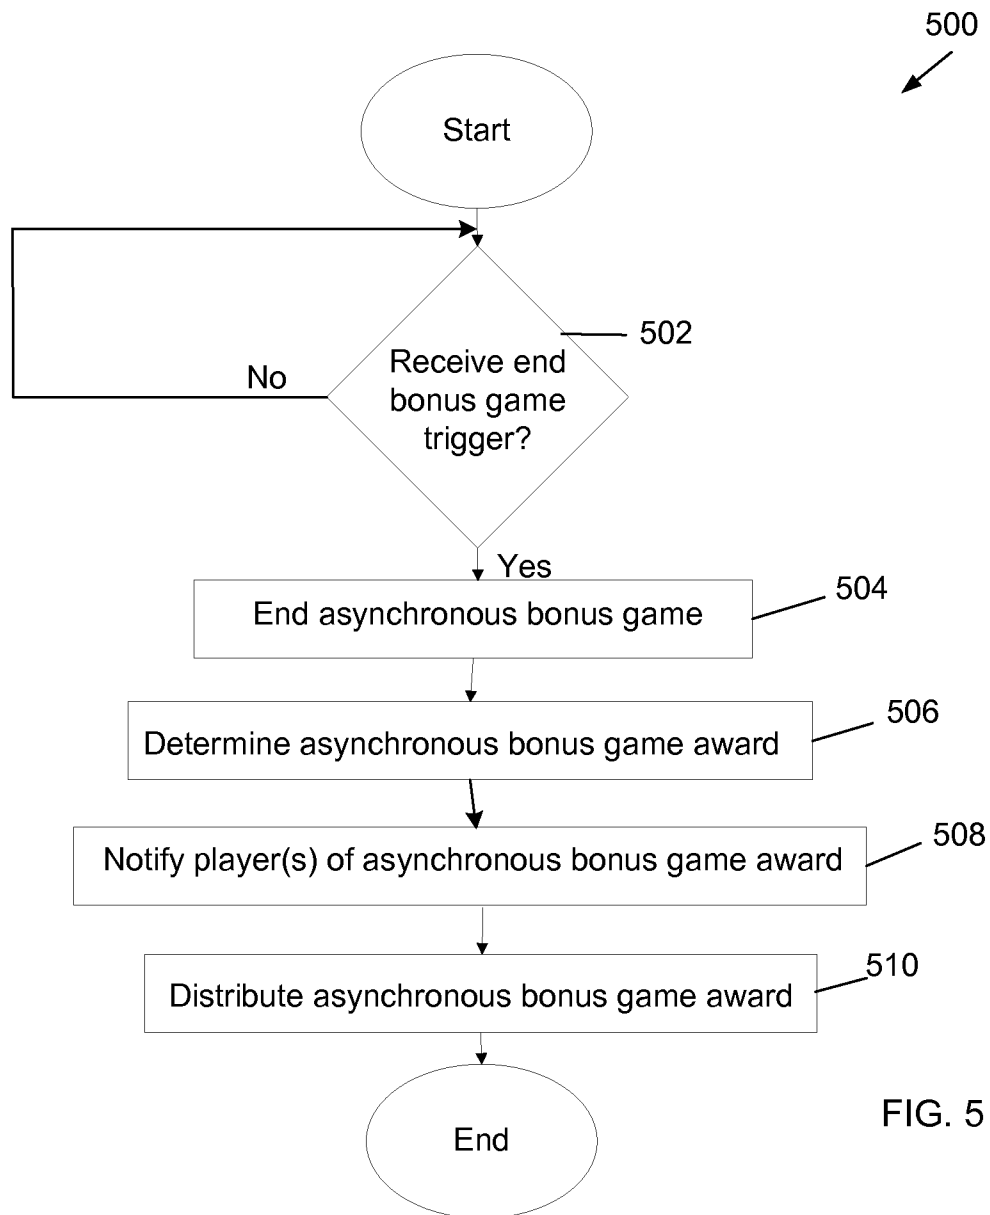 500
Start
502
Receive end
bonus game
trigger?
No
Yes
504
End asynchronous bonus game
506
Determine asynchronous bonus game award
508
Notify player(s) of asynchronous bonus game award
510
Distribute asynchronous bonus game award
End
FIG. 5